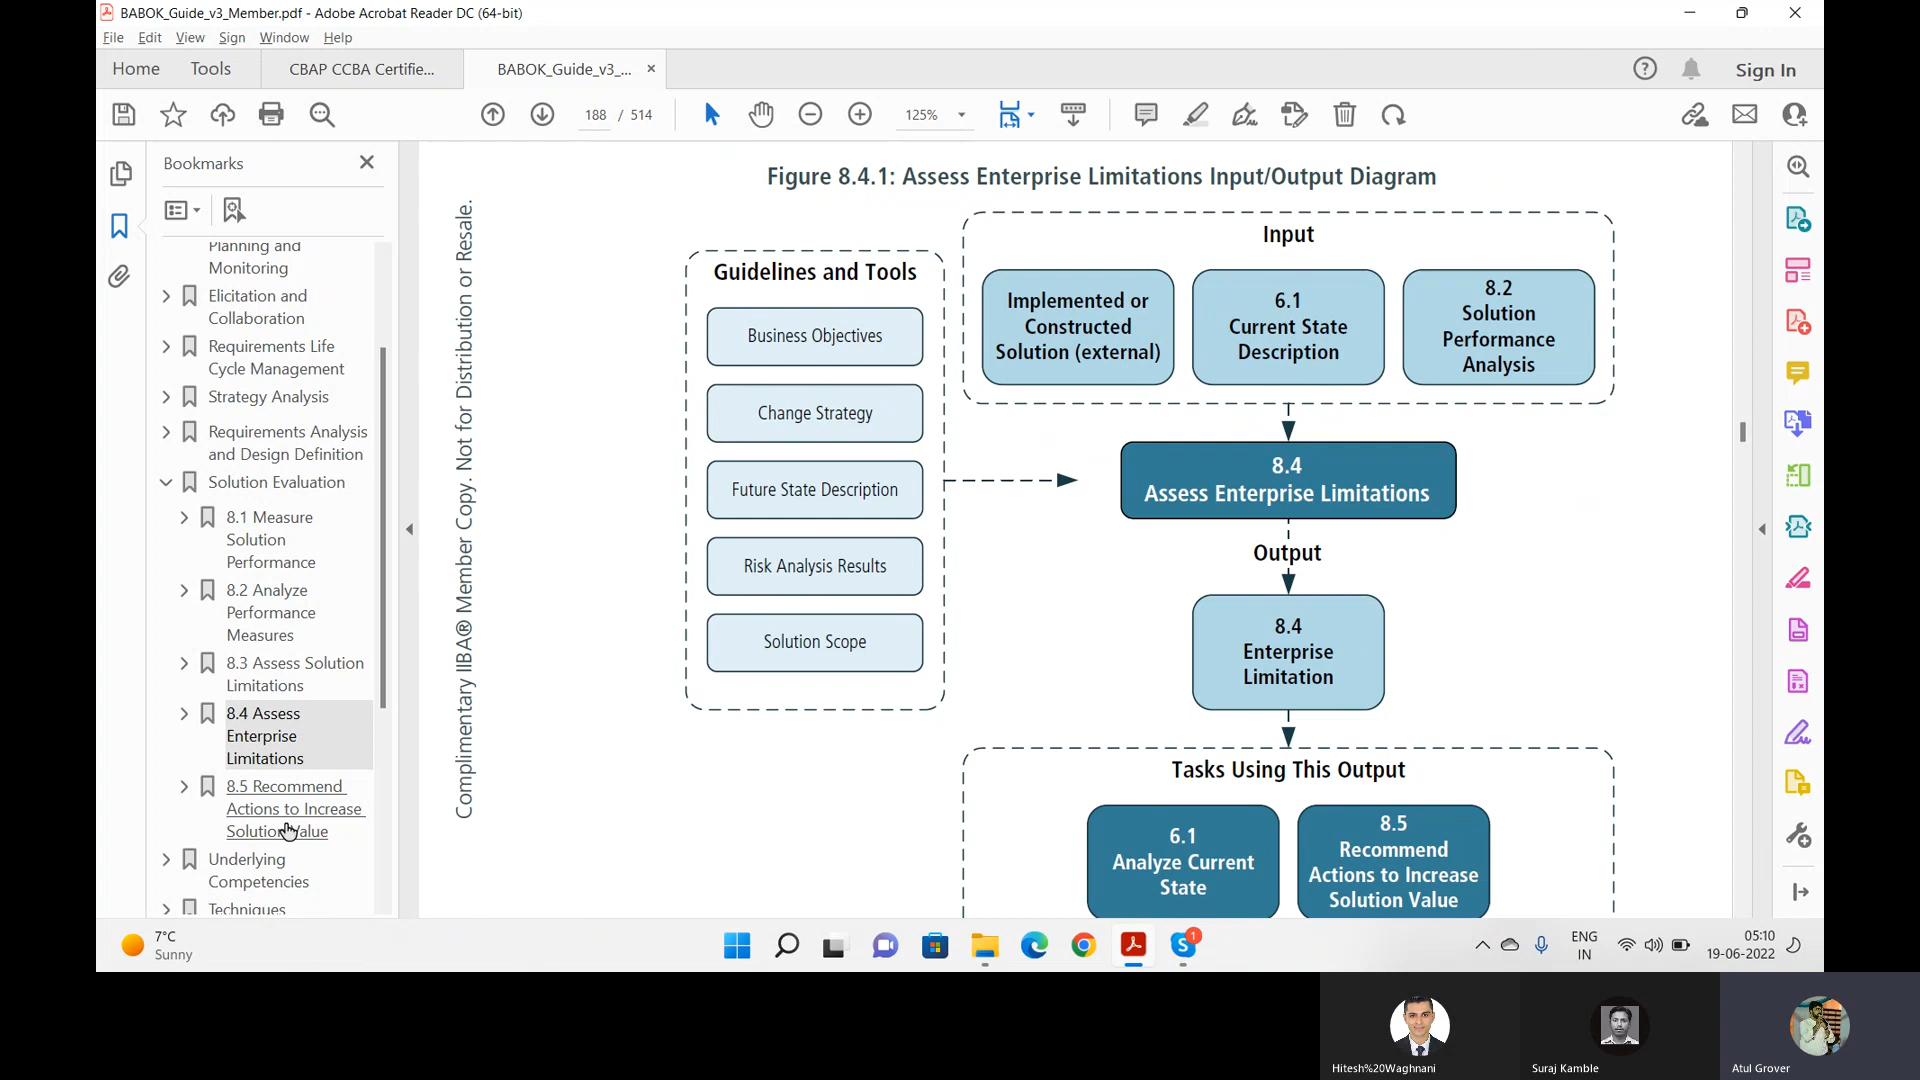 BABOK_Guide_v3_Member.pdf - Adobe Acrobat Reader DC (64-bit)
File Edit View Sign Window Help
Home Tools CBAP CCBA Certifie... BABOK_Guide_v3_... Sign In
188 / 514 125%
Bookmarks
Planning and
Monitoring
Elicitation and
Collaboration
Requirements Life
Cycle Management
Strategy Analysis
Requirements Analysis
and Design Definition
Solution Evaluation
8.1 Measure
Solution
Performance
8.2 Analyze
Performance
Measures
8.3 Assess Solution
Limitations
8.4 Assess
Enterprise
Limitations
8.5 Recommend
Actions to Increase
Solution Value
Underlying
Competencies
Techniques
Complimentary IIBA® Member Copy. Not for Distribution or Resale.
Figure 8.4.1: Assess Enterprise Limitations Input/Output Diagram
Guidelines and Tools
Business Objectives
Change Strategy
Future State Description
Risk Analysis Results
Solution Scope
Input
Implemented or
Constructed
Solution (external)
6.1
Current State
Description
8.2
Solution
Performance
Analysis
8.4
Assess Enterprise Limitations
Output
8.4
Enterprise
Limitation
Tasks Using This Output
6.1
Analyze Current
State
8.5
Recommend
Actions to Increase
Solution Value
7°C
Sunny
1
ENG
IN
05:10
19-06-2022
Hitesh%20Waghnani
Suraj Kamble
Atul Grover